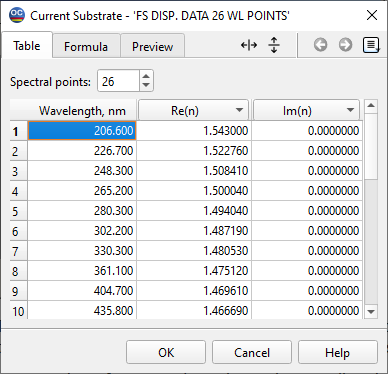 OC Current Substrate - 'FS DISP. DATA 26 WL POINTS'
Table Formula Preview
Spectral points: 26
Wavelength, nm Re(n) Im(n)
1 206.600 1.543000 0.0000000
2 226.700 1.522760 0.0000000
3 248.300 1.508410 0.0000000
4 265.200 1.500040 0.0000000
5 280.300 1.494040 0.0000000
6 302.200 1.487190 0.0000000
7 330.300 1.480530 0.0000000
8 361.100 1.475120 0.0000000
9 404.700 1.469610 0.0000000
10 435.800 1.466690 0.0000000
OK Cancel Help